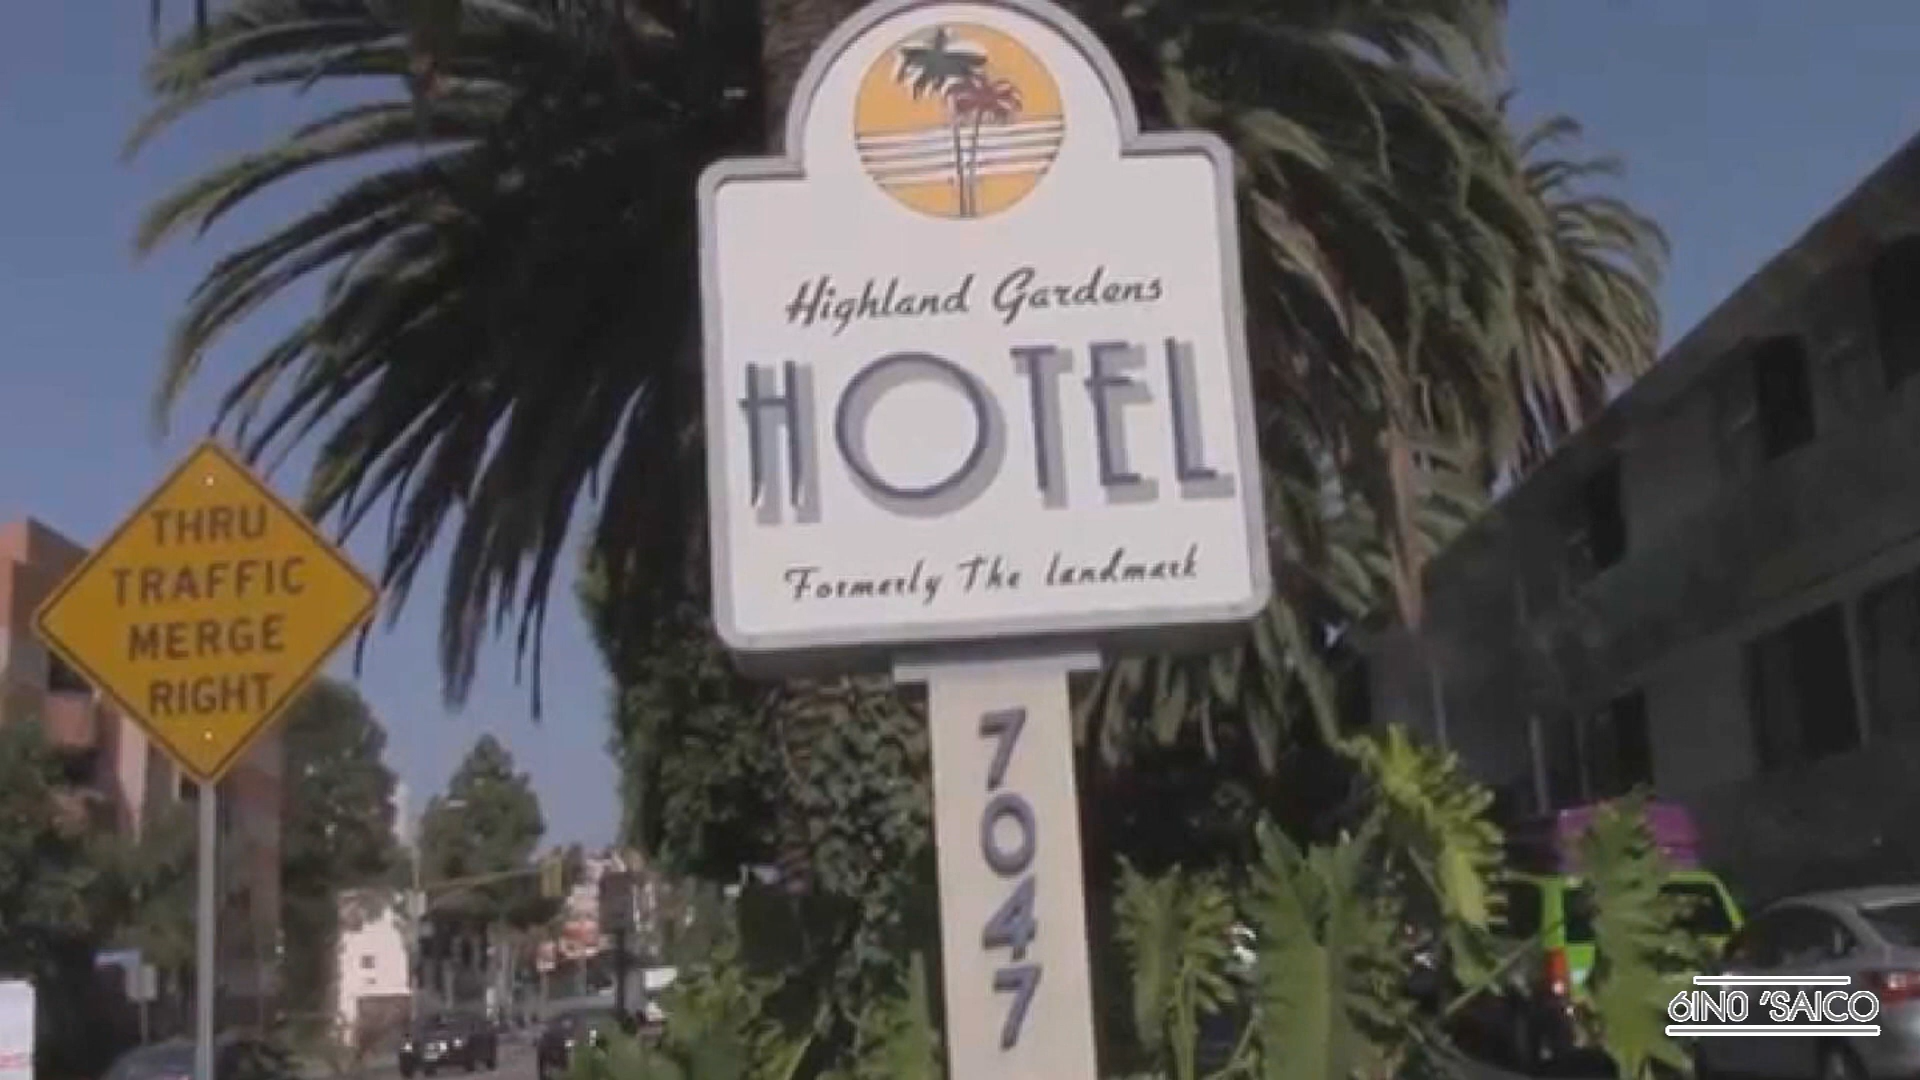 Highland Gardens
HOTEL
Formerly The Landmark
7047
THRU
TRAFFIC
MERGE
RIGHT
6IN0 'SAICO